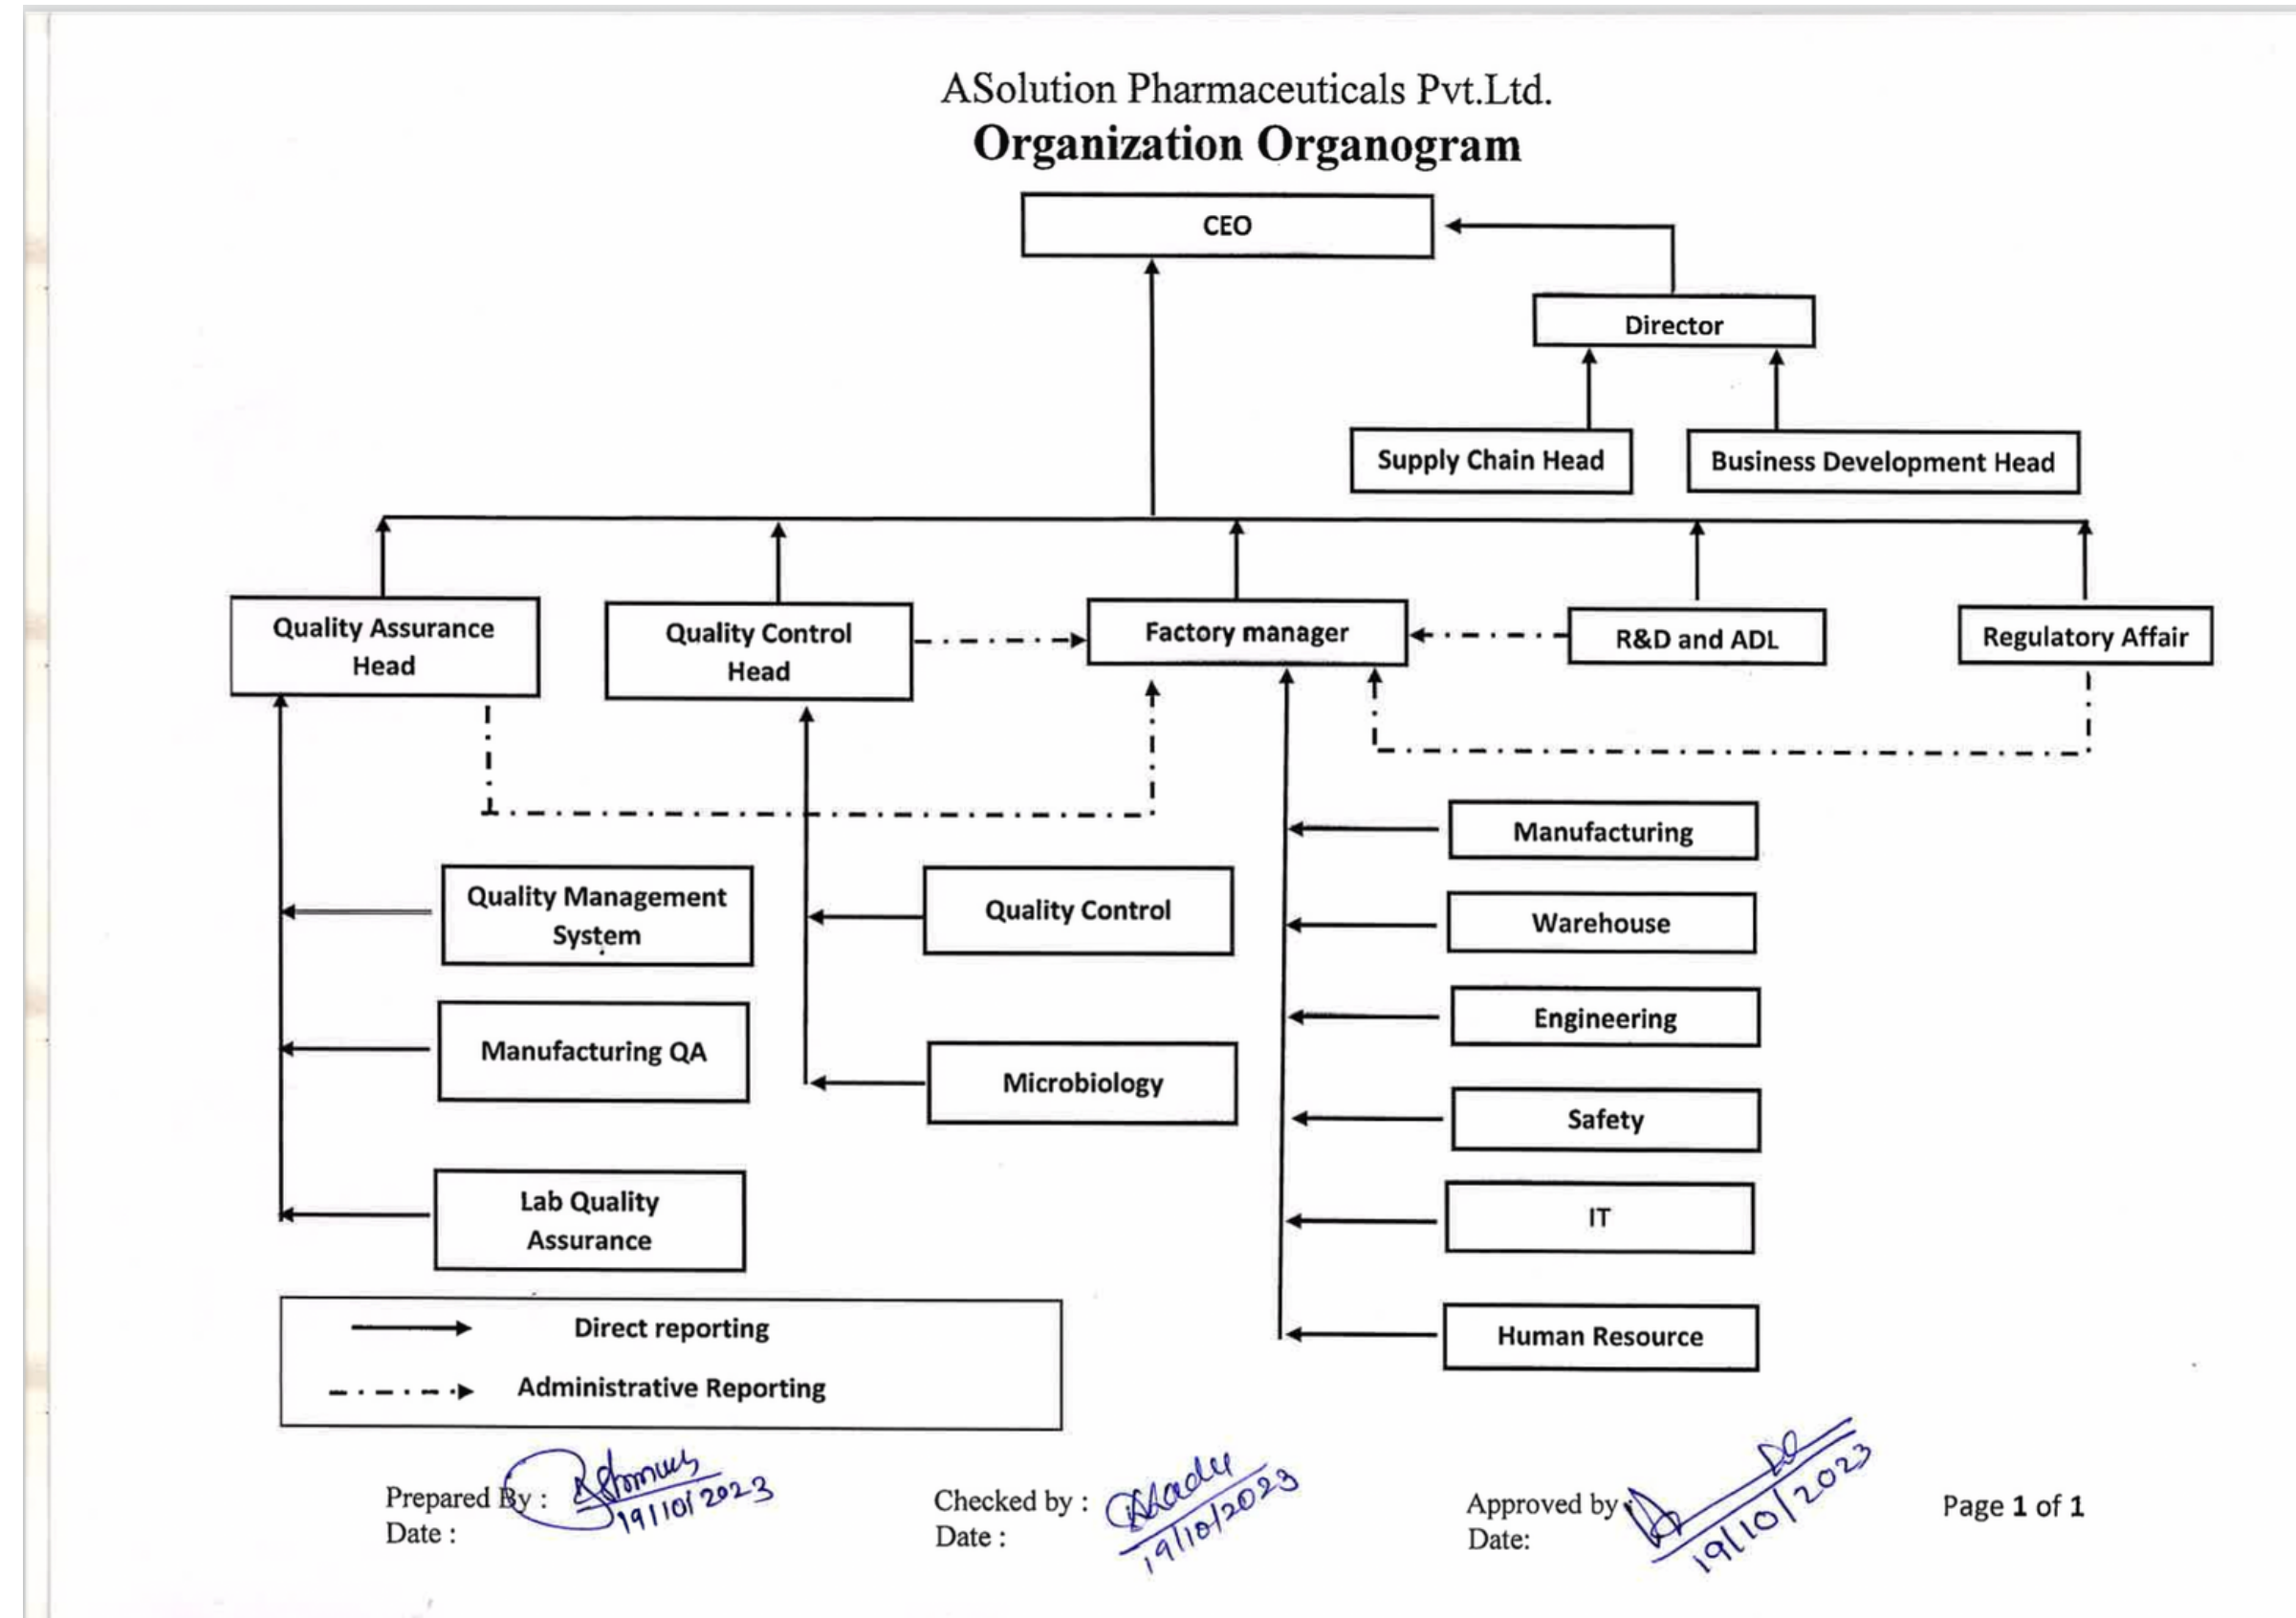 ASolution Pharmaceuticals Pvt.Ltd.
Organization Organogram
CEO
Director
Supply Chain Head
Business Development Head
Quality Assurance
Head
Quality Control
Head
Factory manager
R&D and ADL
Regulatory Affair
Manufacturing
Quality Management
System
Quality Control
Warehouse
Engineering
Manufacturing QA
Microbiology
Safety
Lab Quality
Assurance
IT
Human Resource
Direct reporting
Administrative Reporting
Prepared By :
Date :
19/10/2023
Checked by :
Date :
19/10/2023
Approved by :
Date:
19/10/2023
Page 1 of 1